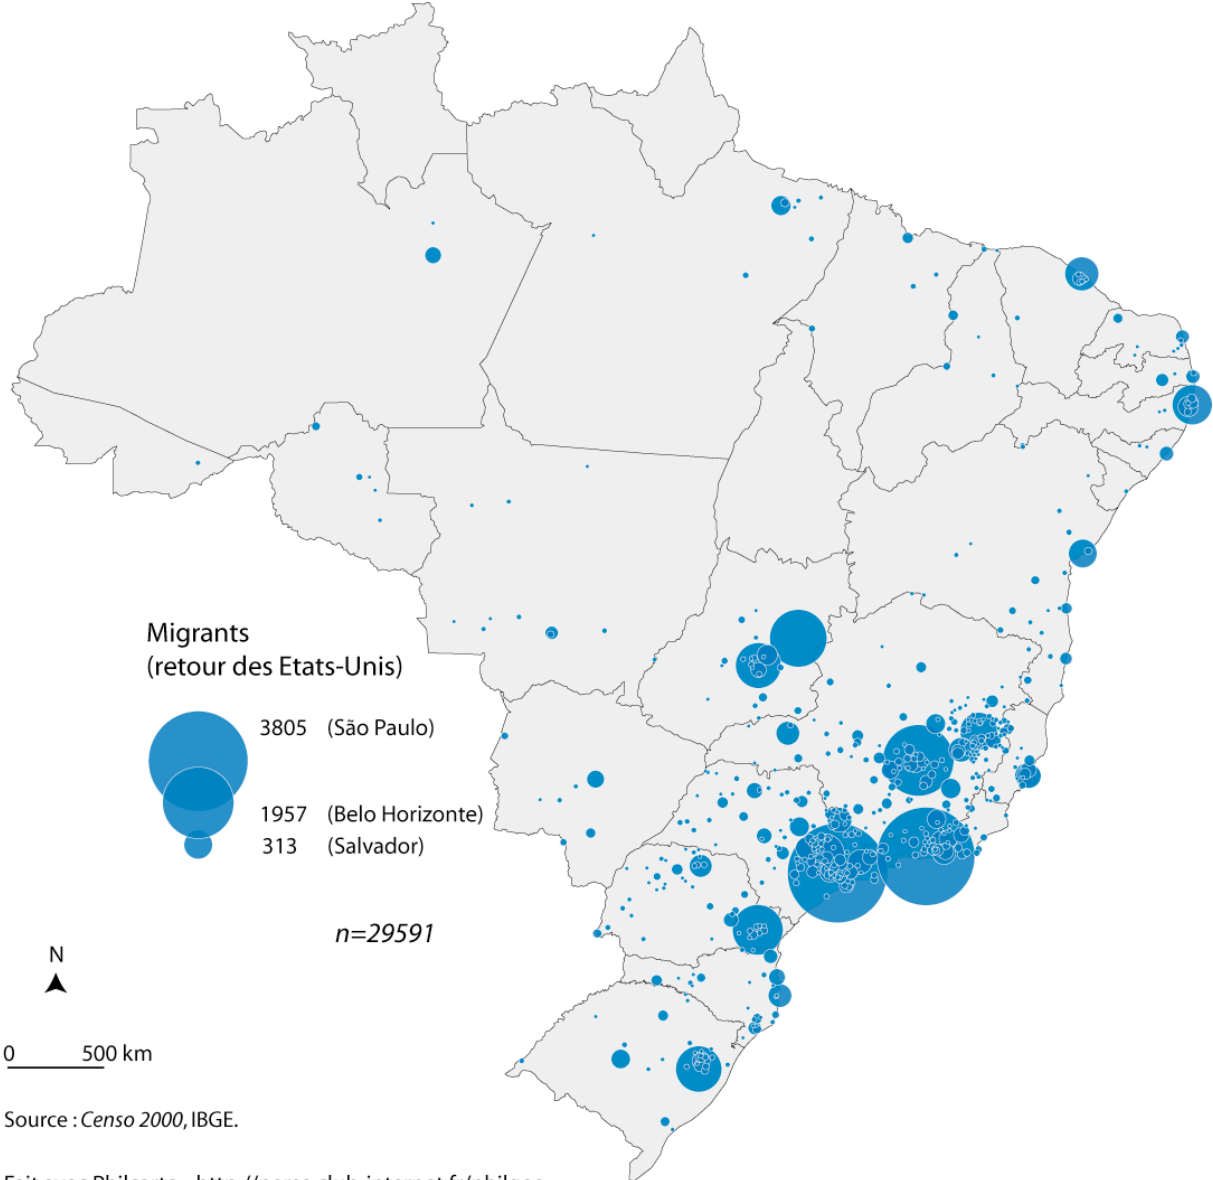 Migrants
(retour des Etats-Unis)
3805 (São Paulo)
1957 (Belo Horizonte)
313 (Salvador)
n=29591
N
0 500 km
Source : Censo 2000, IBGE.